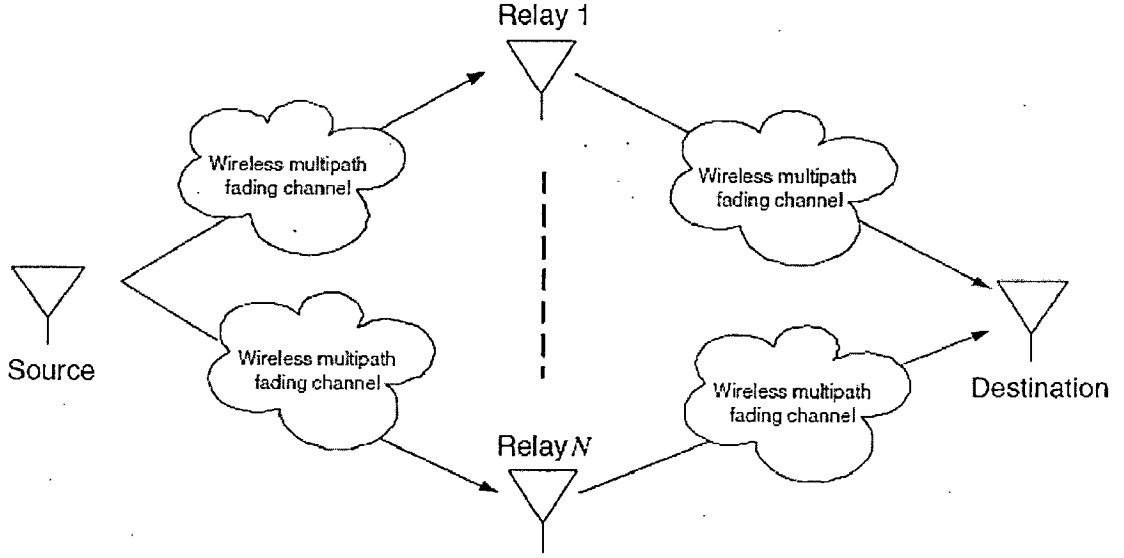 Relay 1
Wireless multipath
fading channel
Wireless multipath
fading channel
Source
Wireless multipath
fading channel
Wireless multipath
fading channel
Destination
Relay N